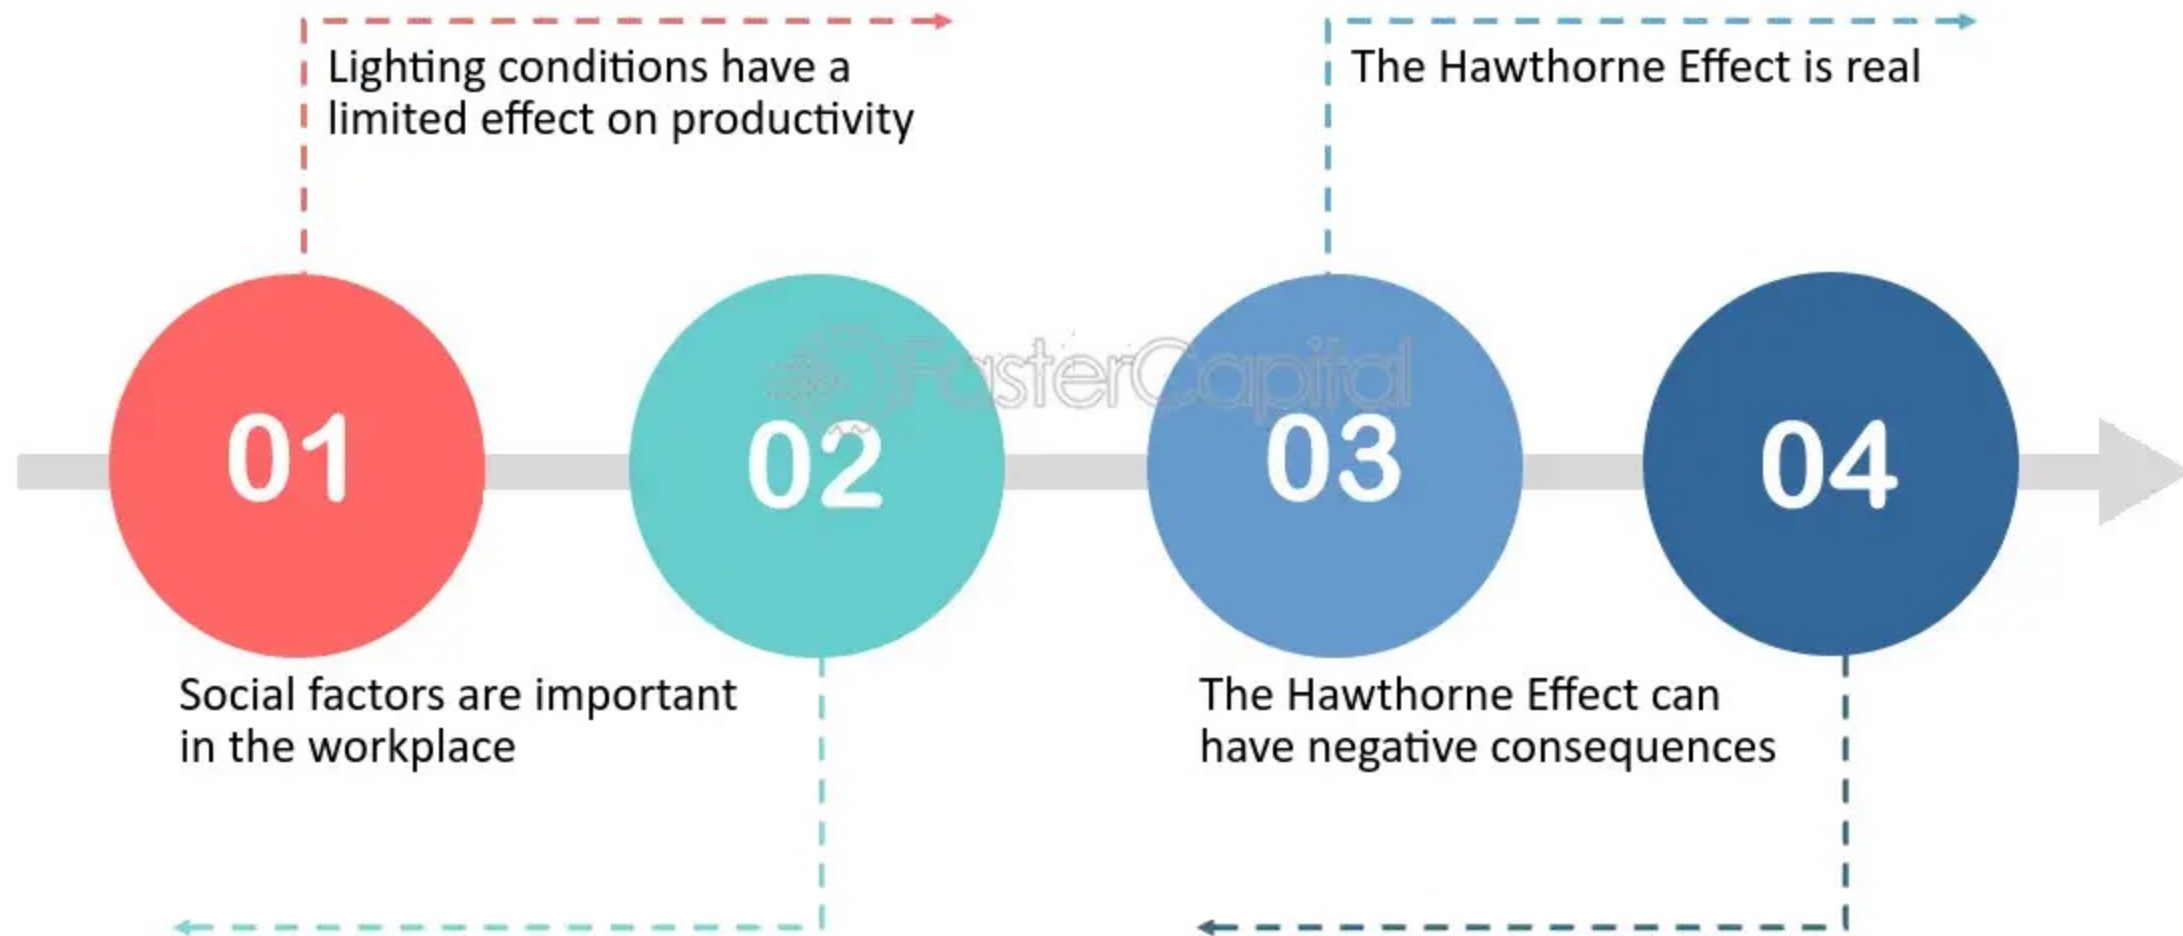 Lighting conditions have a
limited effect on productivity
The Hawthorne Effect is real
FasterCapital
01
02
03
04
Social factors are important
in the workplace
The Hawthorne Effect can
have negative consequences